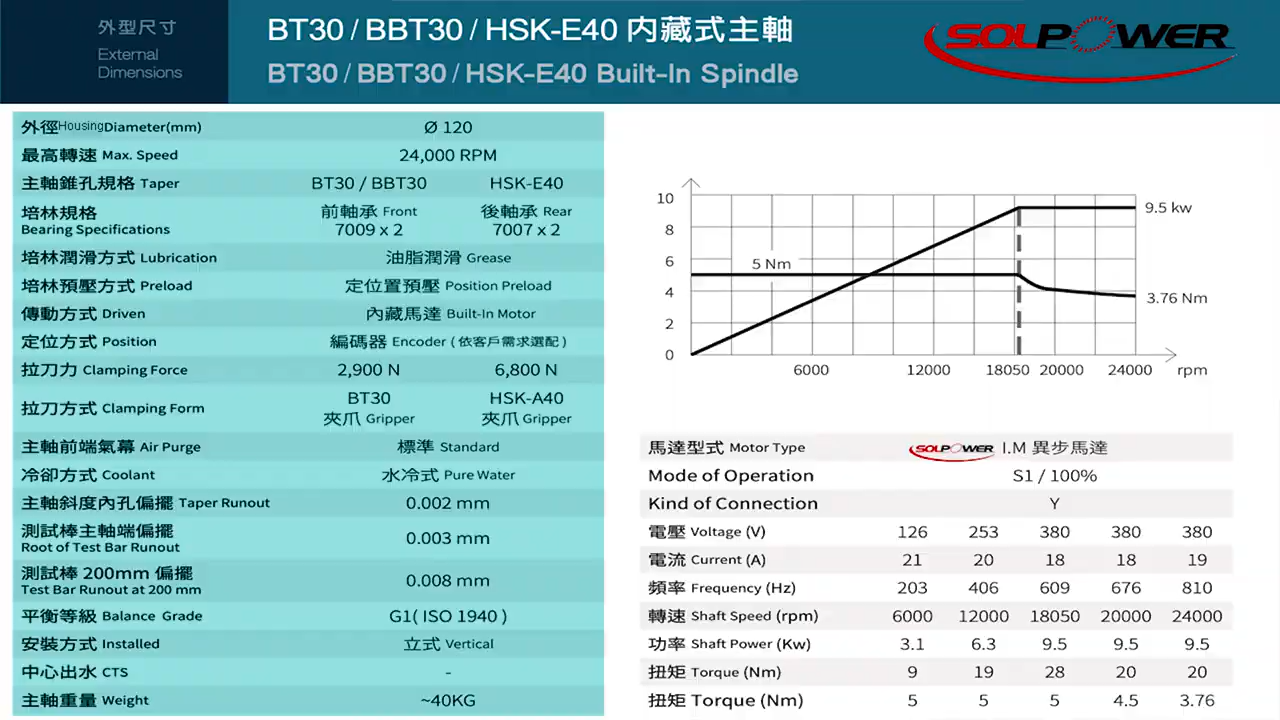 外型尺寸
External
Dimensions
BT30 / BBT30 / HSK-E40 內藏式主軸
BT30 / BBT30 / HSK-E40 Built-In Spindle
SOLPOWER
外徑HousingDiameter(mm) Ø 120
最高轉速 Max. Speed 24,000 RPM
主軸錐孔規格 Taper BT30 / BBT30 HSK-E40
培林規格 前軸承 Front 後軸承 Rear
Bearing Specifications 7009 x 2 7007 x 2
培林潤滑方式 Lubrication 油脂潤滑 Grease
培林預壓方式 Preload 定位置預壓 Position Preload
傳動方式 Driven 內藏馬達 Built-In Motor
定位方式 Position 編碼器 Encoder ( 依客戶需求選配 )
拉刀力 Clamping Force 2,900 N 6,800 N
拉刀方式 Clamping Form BT30 HSK-A40
夾爪 Gripper 夾爪 Gripper
主軸前端氣幕 Air Purge 標準 Standard
冷卻方式 Coolant 水冷式 Pure Water
主軸斜度內孔偏擺 Taper Runout 0.002 mm
測試棒主軸端偏擺
Root of Test Bar Runout 0.003 mm
測試棒 200mm 偏擺
Test Bar Runout at 200 mm 0.008 mm
平衡等級 Balance Grade G1( ISO 1940 )
安裝方式 Installed 立式 Vertical
中心出水 CTS -
主軸重量 Weight ~40KG
10
8
6
4
2
0
5 Nm
9.5 kw
3.76 Nm
6000 12000 18050 20000 24000 rpm
馬達型式 Motor Type SOLPOWER I.M 異步馬達
Mode of Operation S1 / 100%
Kind of Connection Y
電壓 Voltage (V) 126 253 380 380 380
電流 Current (A) 21 20 18 18 19
頻率 Frequency (Hz) 203 406 609 676 810
轉速 Shaft Speed (rpm) 6000 12000 18050 20000 24000
功率 Shaft Power (Kw) 3.1 6.3 9.5 9.5 9.5
扭矩 Torque (Nm) 9 19 28 20 20
扭矩 Torque (Nm) 5 5 5 4.5 3.76